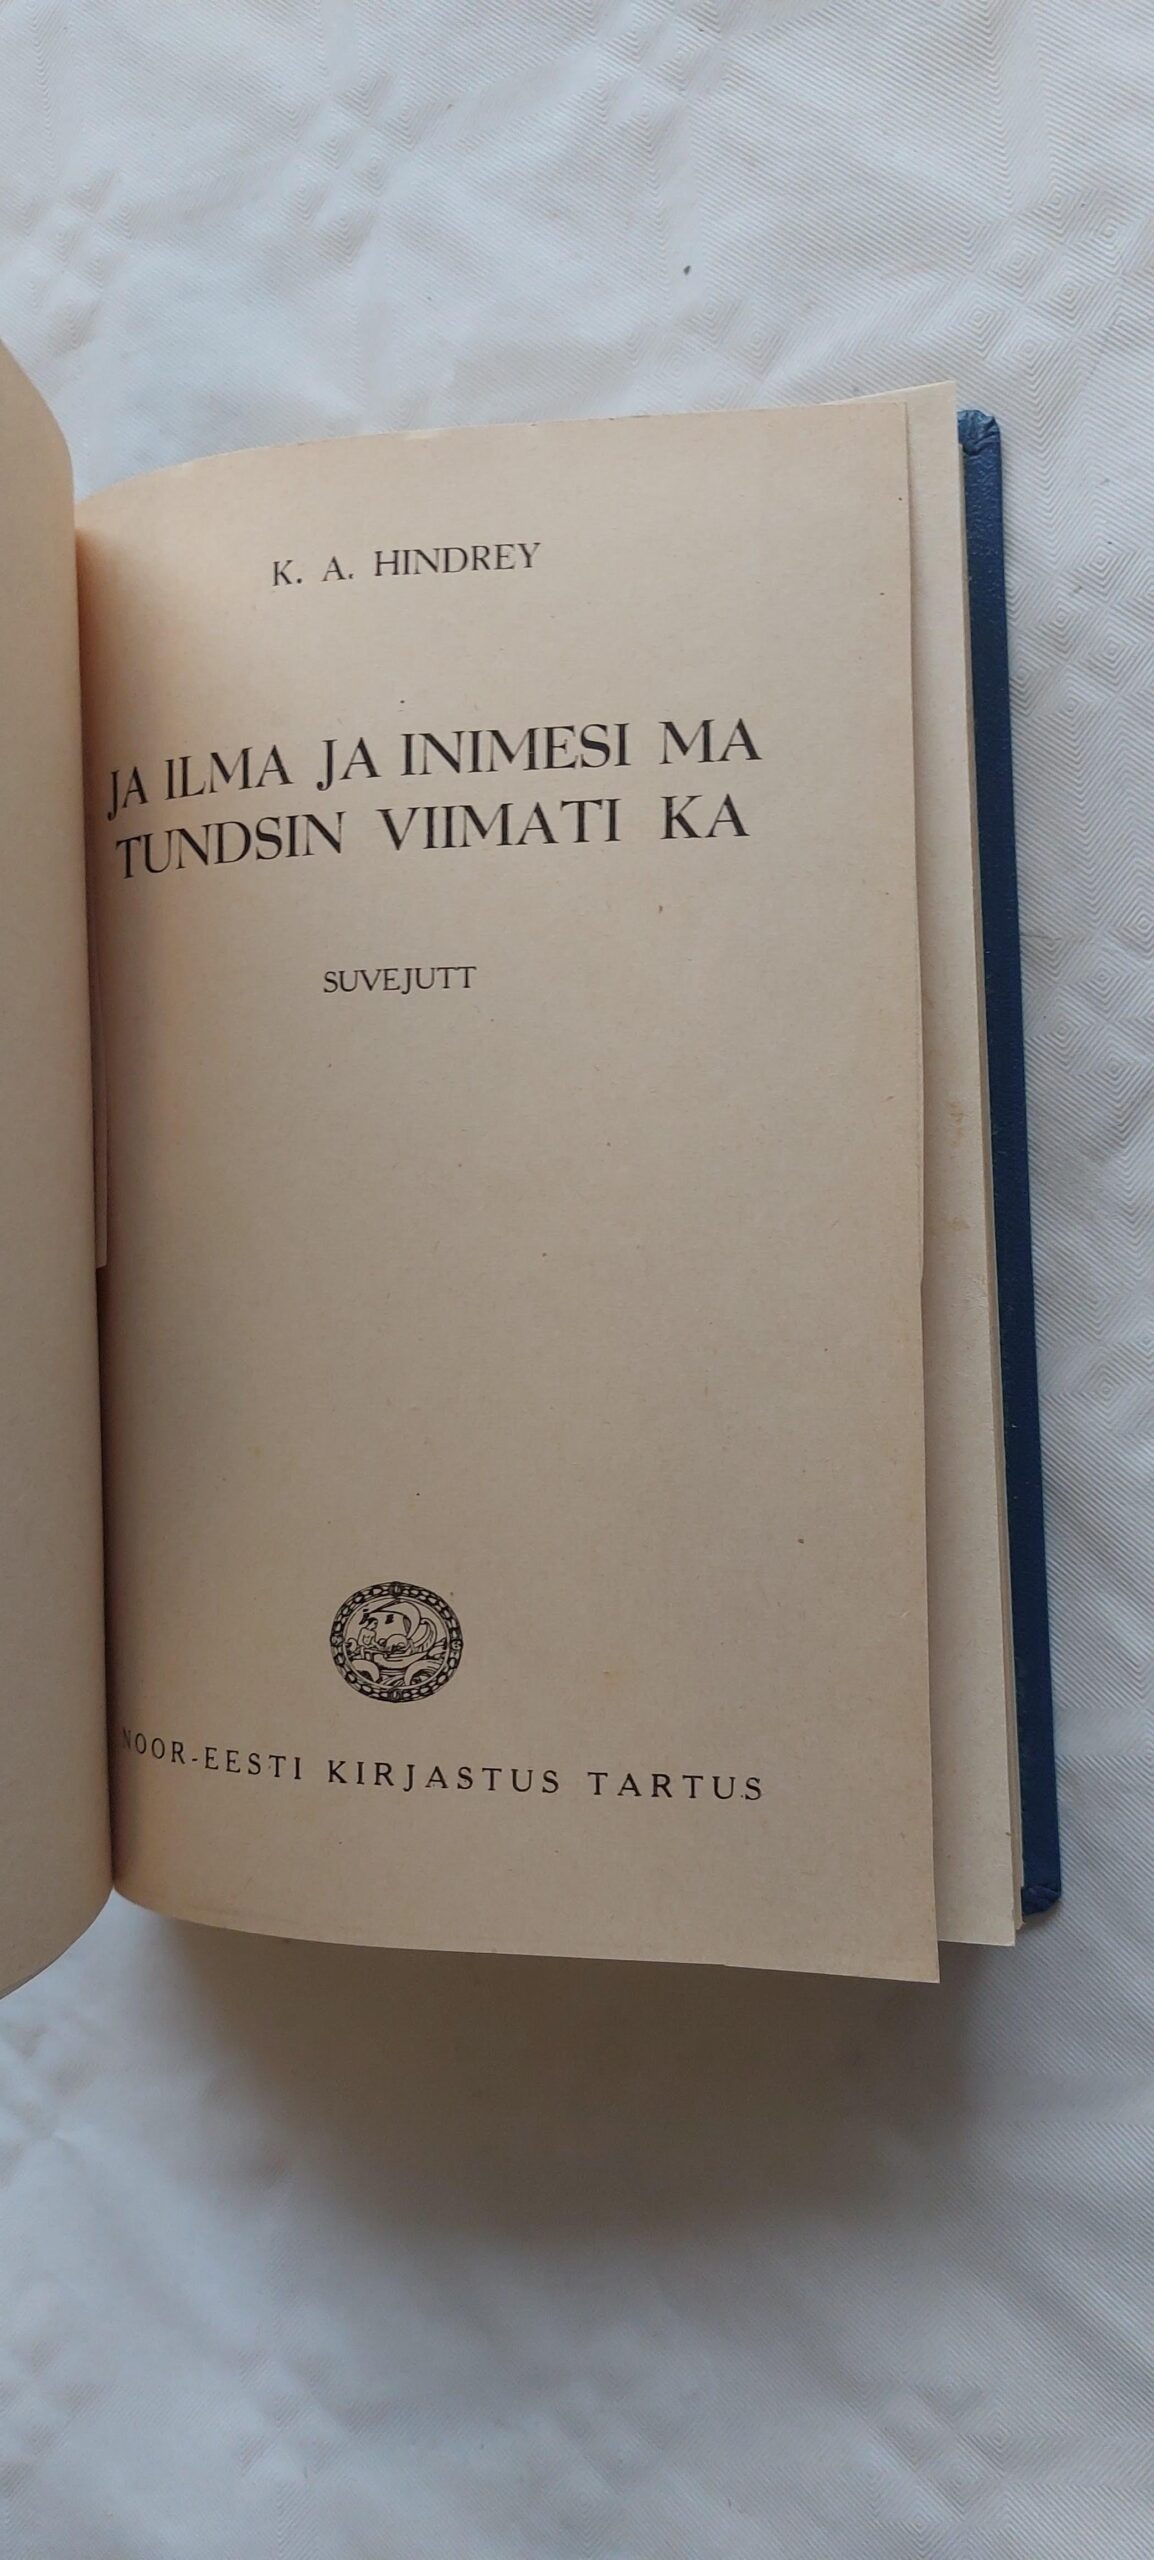 K. A. HINDREY
JA ILMA JA INIMESI MA
TUNDSIN VIIMATI KA
SUVEJUTT
NOOR-EESTI KIRJASTUS TARTUS